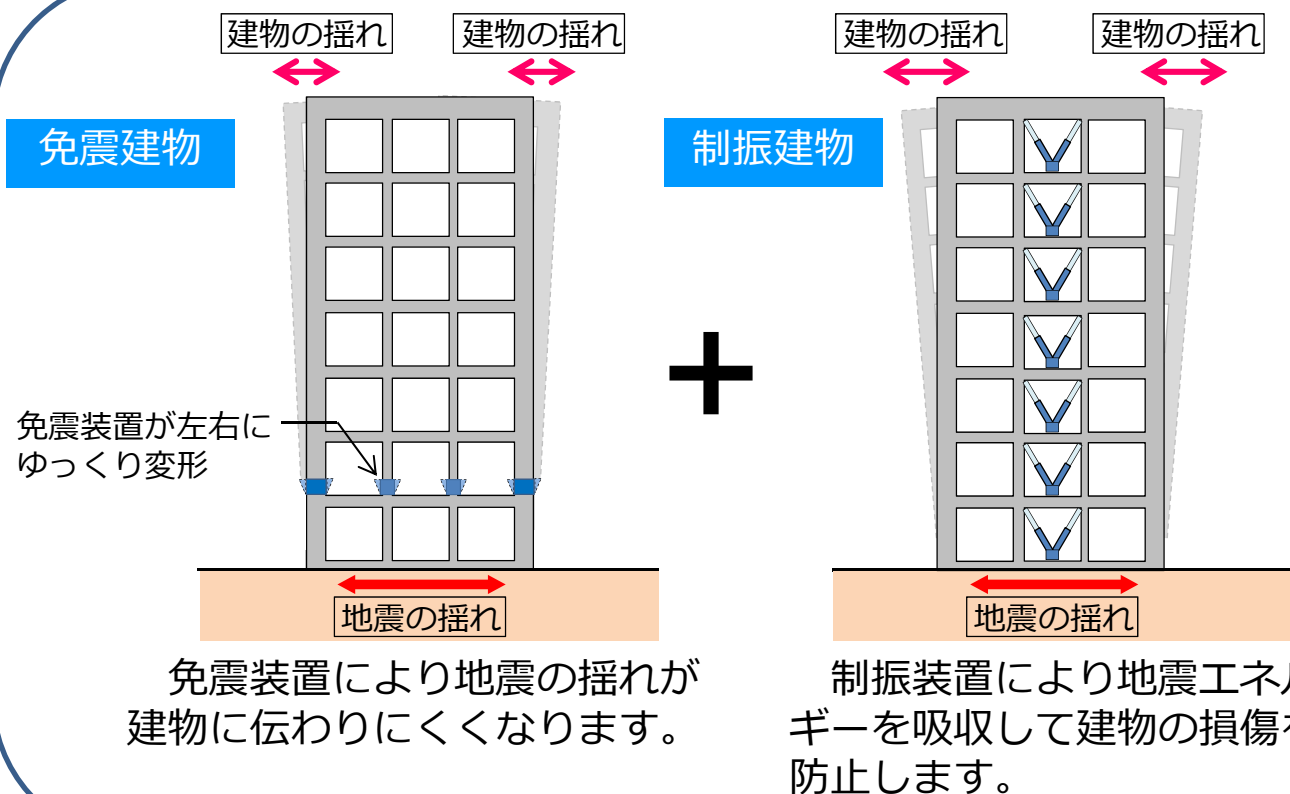 建物の揺れ
建物の揺れ
免震建物
免震装置が左右に
ゆっくり変形
地震の揺れ
免震装置により地震の揺れが
建物に伝わりにくくなります。
+
建物の揺れ
建物の揺れ
制振建物
地震の揺れ
制振装置により地震エネル
ギーを吸収して建物の損傷を
防止します。